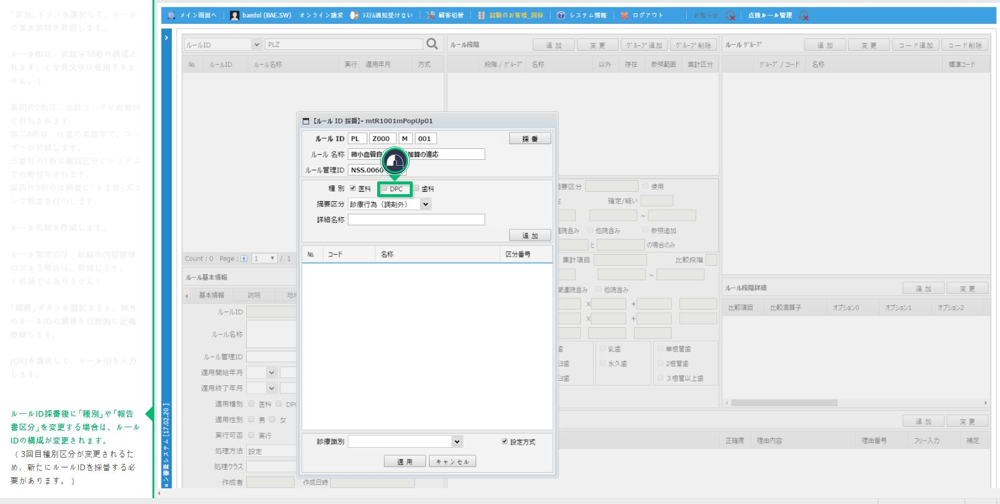 「追加」ボタンを選択して、ルール
の基本情報を登録します。
ルールIDは、英数字10桁の構成さ
れます。(全角文字は使用できま
せん。)
最初の2桁は、会社コードに自動的
に付与されます。
第二4桁は、任意の英数字で、ユー
ザーが登録します。
三番目の1桁は種別区分にシステム
で自動付与されます。
第四の3桁のは順番に「まま番」ボタ
ンで順番を付与します。
ルール名称を作成します。
ルール管理IDは、組織の内部管理
IDがある場合は、登録します。
(必須ではありません)
「採番」ボタンを選択すると、残り
のルールIDの順番を自動的に記載
登録します。
[OK]を選択して、ルールIDを入力
します。
ルールID採番後に「種別」や「報告
書区分」を変更する場合は、ルール
IDの構成が変更されます。
(3回目種別区分が変更されるた
め、新たにルールIDを採番する必
要があります。)
メイン画面へ baedol (BAE.SW) オンライン請求 ｼｽﾃﾑ通知受けない 顧客切替 試験のお客様_国保 システム情報 ログアウト お知らせ 点検ルール管理
ョン審査システム [17.02.20 ]
ルールID PLZ
No. ルールID ルール名称 実行 適用年月 方式
Count : 0 Page : 1 / 1
ルール基本情報
基本情報 説明
ルールID
ルール名称
ルール管理ID
適用開始年月
適用終了年月
適用種別 医科 DPC
適用性別 男 女
実行可否 実行
処理方法 設定
処理クラス
作成者 作成日時
ルール段階 追 加 変 更 ｸﾞﾙｰﾌﾟ追加 ｸﾞﾙｰﾌﾟ削除
段階 / ｸﾞﾙｰﾌﾟ 名称 以外 存在 参照範囲 集計区分
摘要区分 使用
確定/疑い
~
他院含み 参照追加
と の場合のみ
集計項目 比較段階
~
関連院含み 他院含み
X +
X +
乳歯 単根管歯
臼歯 永久歯 2根管歯
臼歯 3根管以上歯
ルール ｸﾞﾙｰﾌﾟ 追 加 変 更 コード追加 コード削除
ｸﾞﾙｰﾌﾟ / コード 名称 標準コード
ルール段階詳細 追 加 変 更
比較項目 比較演算子 オプション0 オプション1 オプション2
追 加 変 更
正確度 理由内容 理由番号 フリー入力 補足
【ルール ID 採番】- mtR1001mPopUp01
ルール ID PL Z000 M 001 採 番
ルール 名称 微小血管自 加算の適応
ルール管理ID NSS.0060
種 別 医科 DPC 歯科
摘要区分 診療行為（調剤外）
詳細名称
追 加
No. コード 名称 区分番号
診療識別 設定方式
適 用 キャンセル